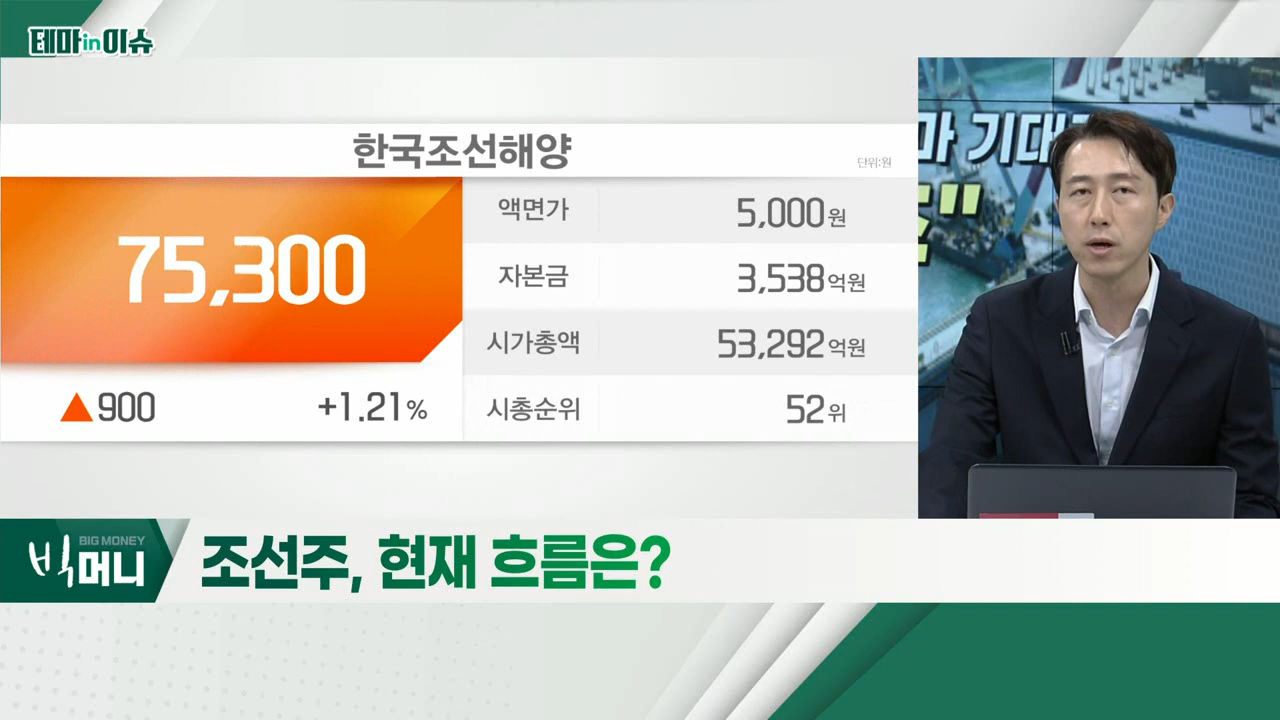 테마in이슈
한국조선해양
단위:원
75,300
▲900 +1.21%
액면가 5,000원
자본금 3,538억원
시가총액 53,292억원
시총순위 52위
마 기대
BIG MONEY
빅머니
조선주, 현재 흐름은?